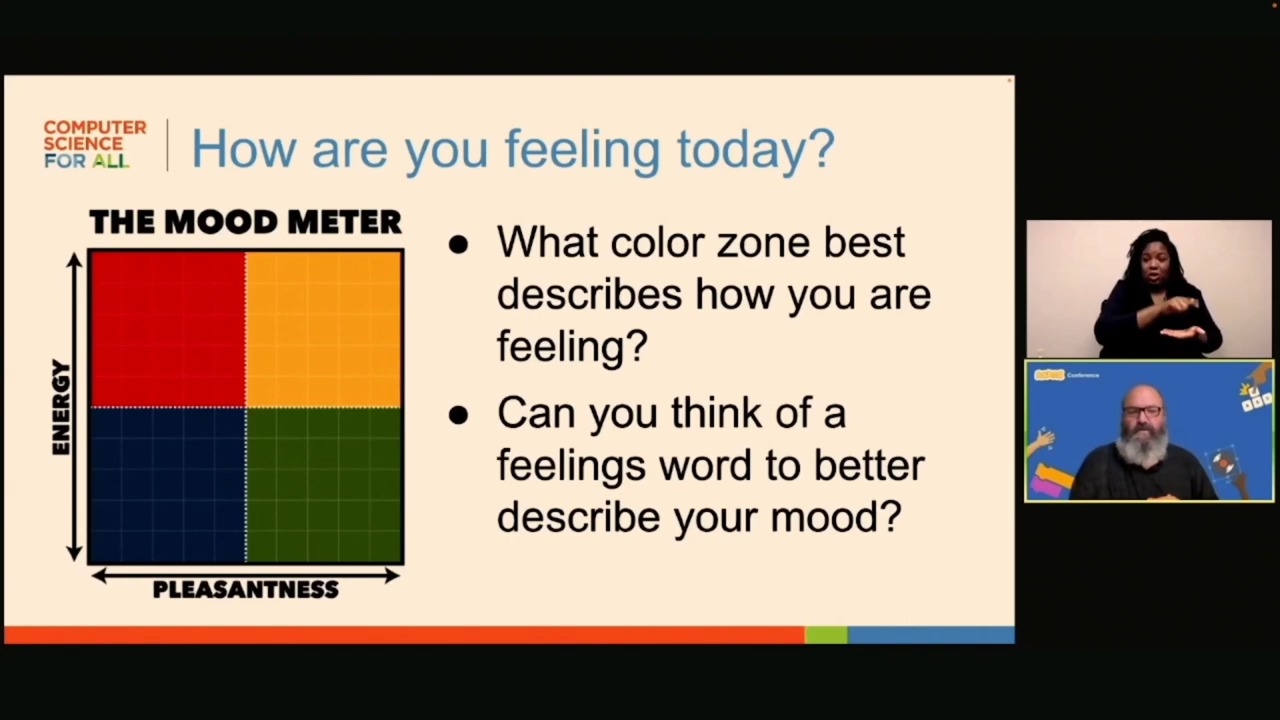 COMPUTER
SCIENCE
FOR ALL
How are you feeling today?
THE MOOD METER
ENERGY
PLEASANTNESS
● What color zone best
describes how you are
feeling?
● Can you think of a
feelings word to better
describe your mood?
Conference